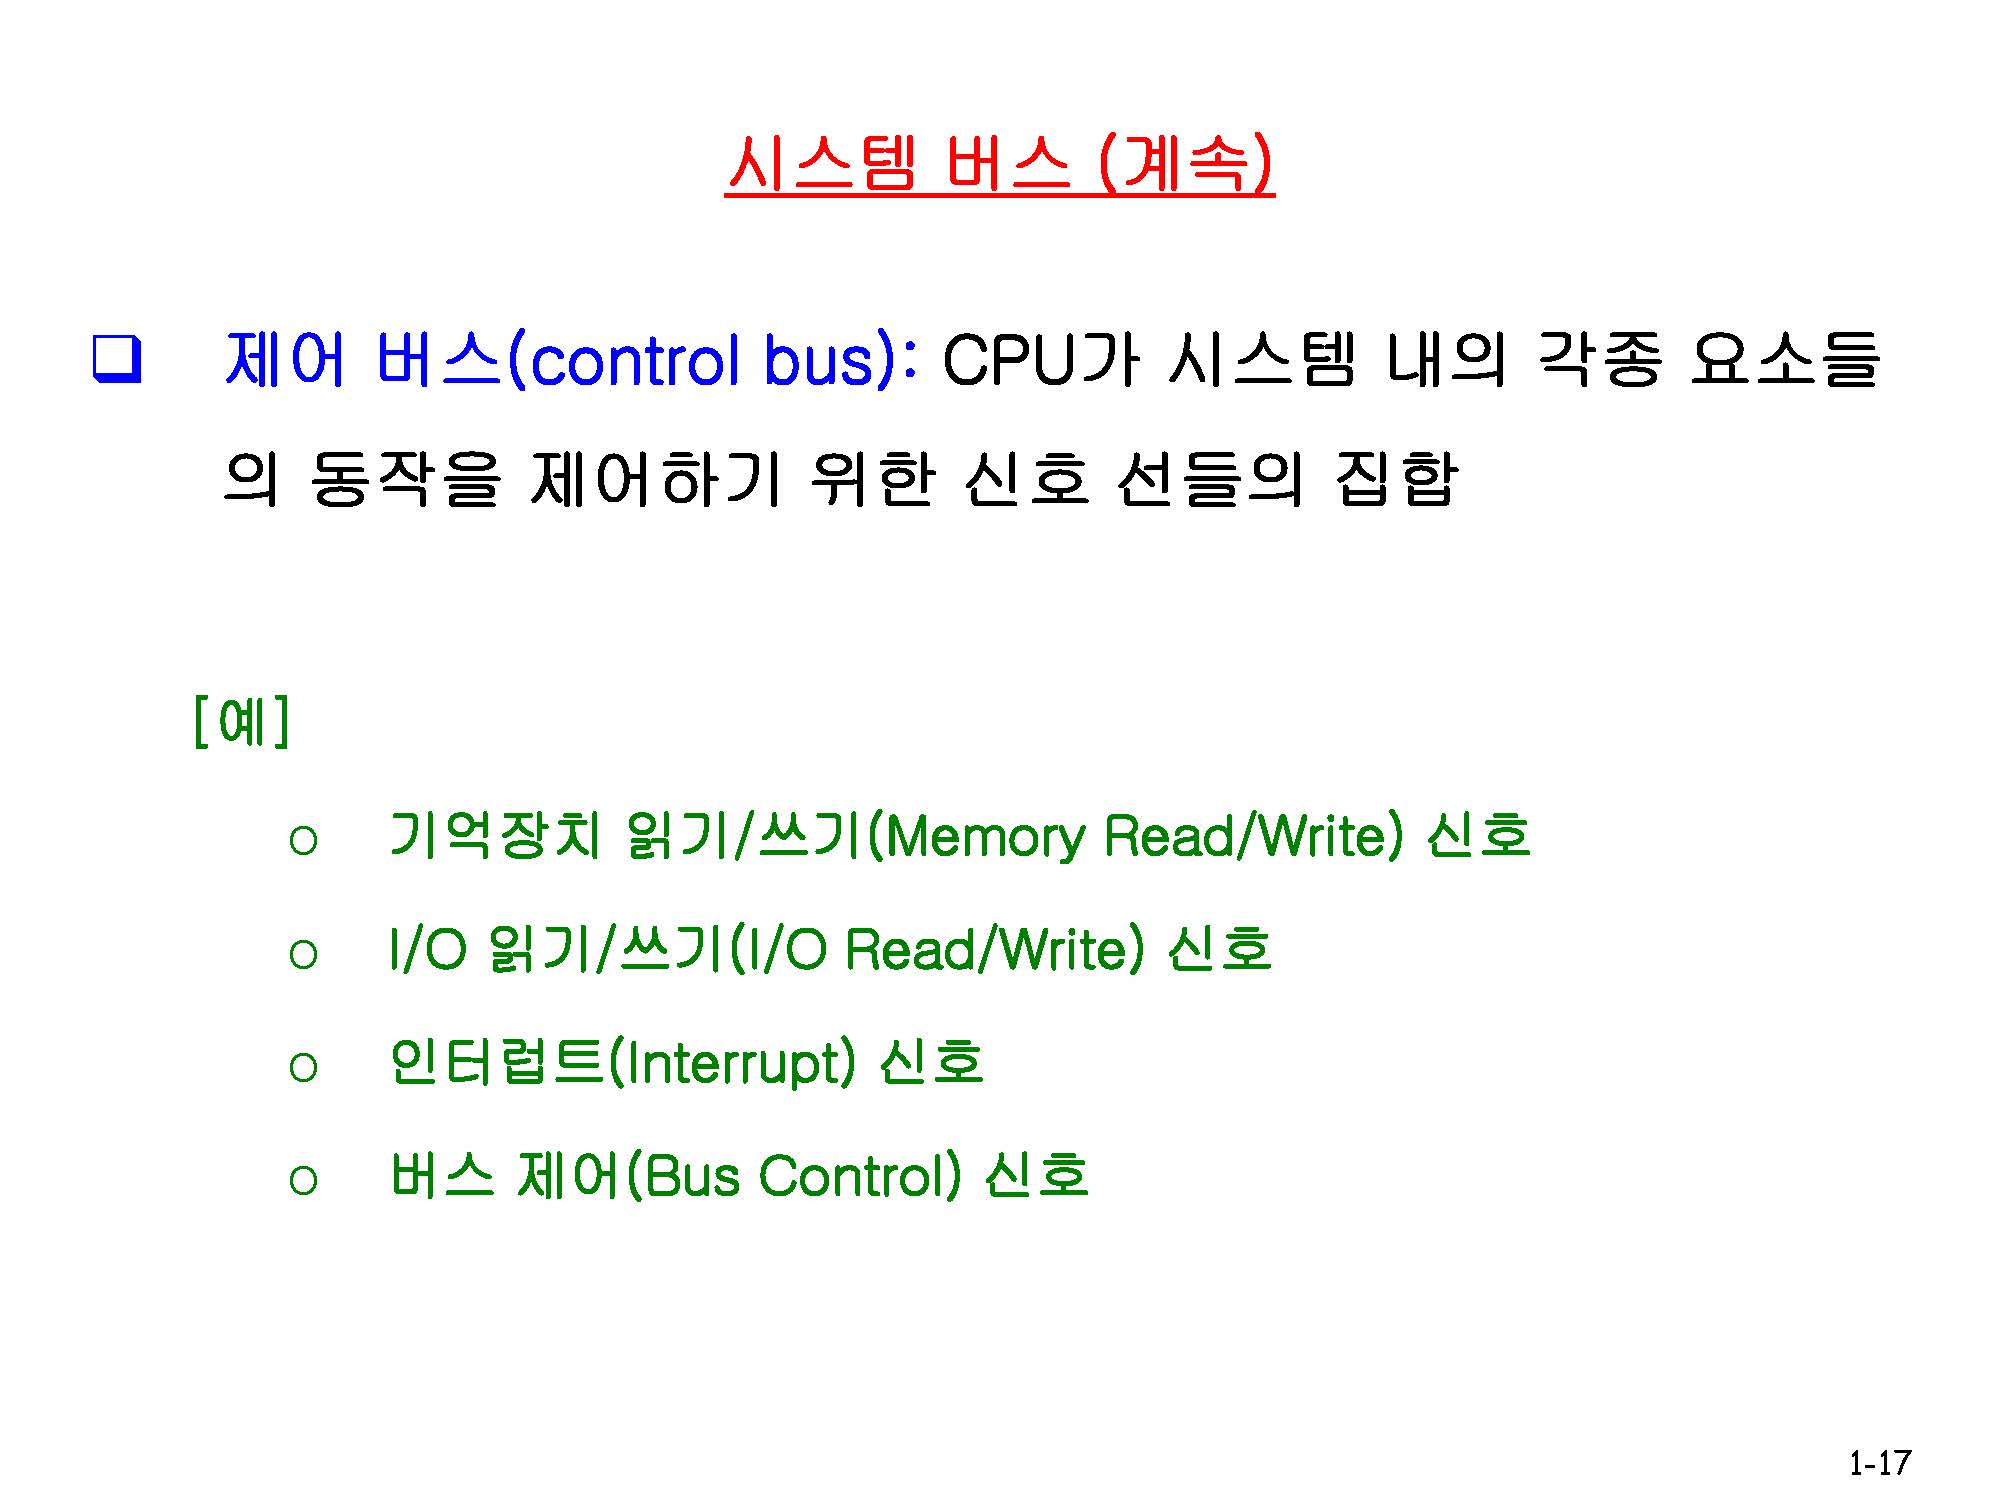 시스템 버스 (계속)
❑ 제어 버스(control bus): CPU가 시스템 내의 각종 요소들
의 동작을 제어하기 위한 신호 선들의 집합
[예]
○ 기억장치 읽기/쓰기(Memory Read/Write) 신호
○ I/O 읽기/쓰기(I/O Read/Write) 신호
○ 인터럽트(Interrupt) 신호
○ 버스 제어(Bus Control) 신호
1-17